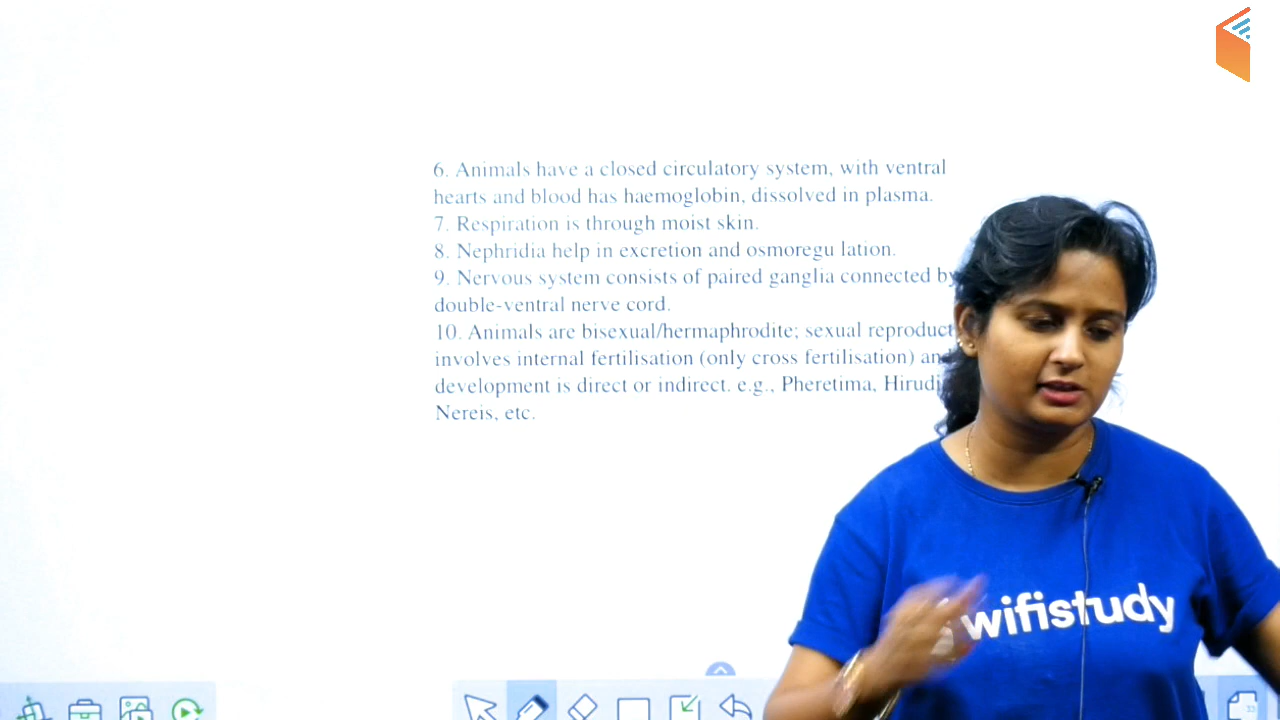 6. Animals have a closed circulatory system, with ventral
hearts and blood has haemoglobin, dissolved in plasma.
7. Respiration is through moist skin.
8. Nephridia help in excretion and osmoregu lation.
9. Nervous system consists of paired ganglia connected by
double-ventral nerve cord.
10. Animals are bisexual/hermaphrodite; sexual reproduct
involves internal fertilisation (only cross fertilisation) and
development is direct or indirect. e.g., Pheretima, Hirudi
Nereis, etc.
wifistudy